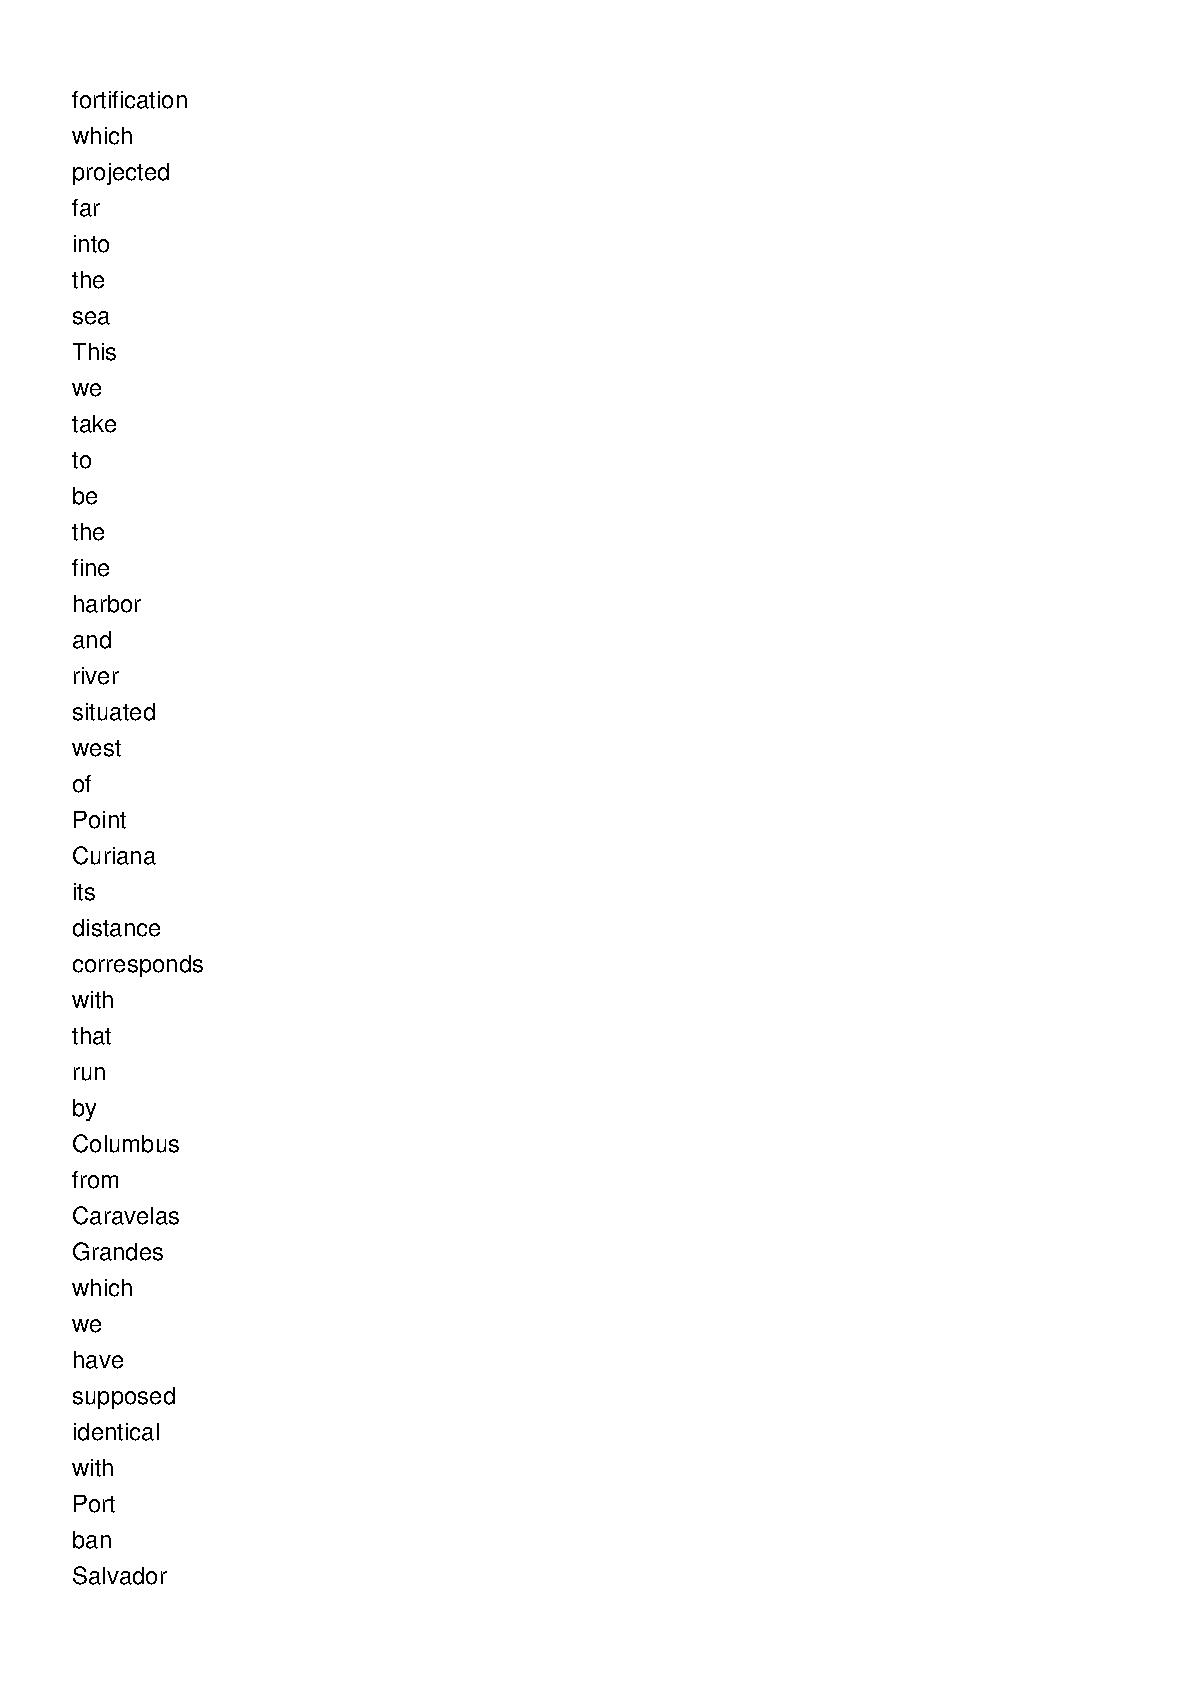 fortification
which
projected
far
into
the
sea
This
we
take
to
be
the
fine
harbor
and
river
situated
west
of
Point
Curiana
its
distance
corresponds
with
that
run
by
Columbus
from
Caravelas
Grandes
which
we
have
supposed
identical
with
Port
ban
Salvador